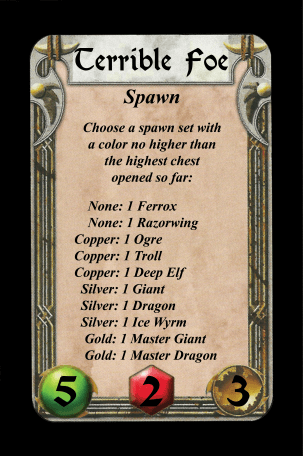 Terrible Foe
Spawn
Choose a spawn set with
a color no higher than
the highest chest
opened so far:
None: 1 Ferrox
None: 1 Razorwing
Copper: 1 Ogre
Copper: 1 Troll
Copper: 1 Deep Elf
Silver: 1 Giant
Silver: 1 Dragon
Silver: 1 Ice Wyrm
Gold: 1 Master Giant
Gold: 1 Master Dragon
5 2 3